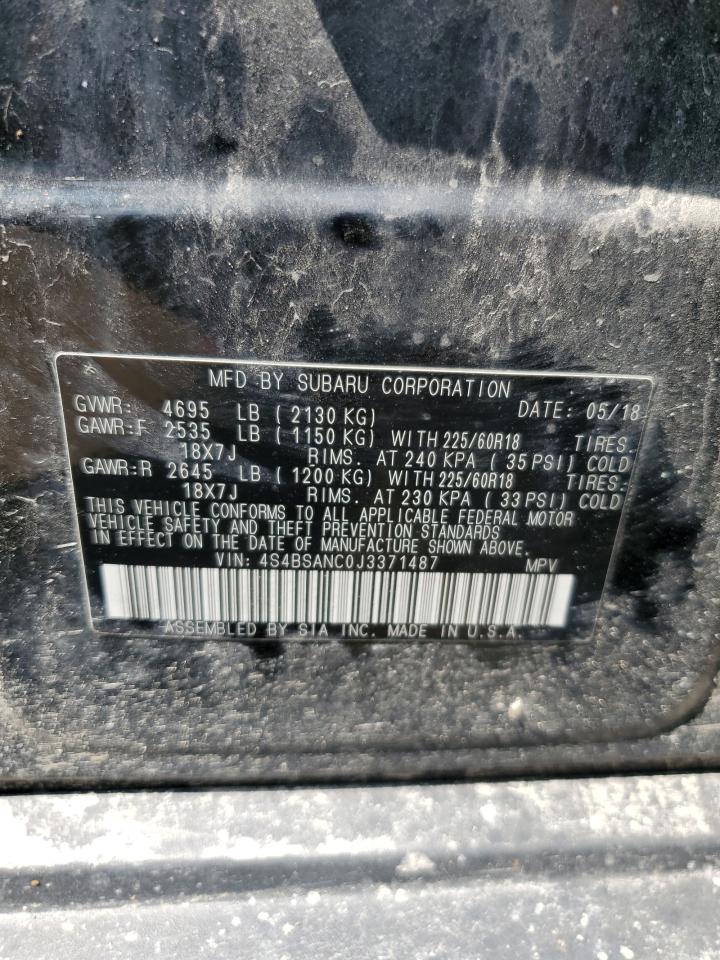 MFD BY SUBARU CORPORATION
GVWR: 4695 LB ( 2130 KG) DATE: 05/18
GAWR:F 2535 LB ( 1150 KG) WITH 225/60R18 TIRES.
18X7J RIMS. AT 240 KPA ( 35 PSI) COLD
GAWR:R 2645 LB ( 1200 KG) WITH 225/60R18 TIRES.
18X7J RIMS. AT 230 KPA ( 33 PSI) COLD
THIS VEHICLE CONFORMS TO ALL APPLICABLE FEDERAL MOTOR
VEHICLE SAFETY AND THEFT PREVENTION STANDARDS
IN EFFECT ON THE DATE OF MANUFACTURE SHOWN ABOVE.
VIN: 4S4BSANC0J3371487 MPV
ASSEMBLED BY SIA INC. MADE IN U.S.A.